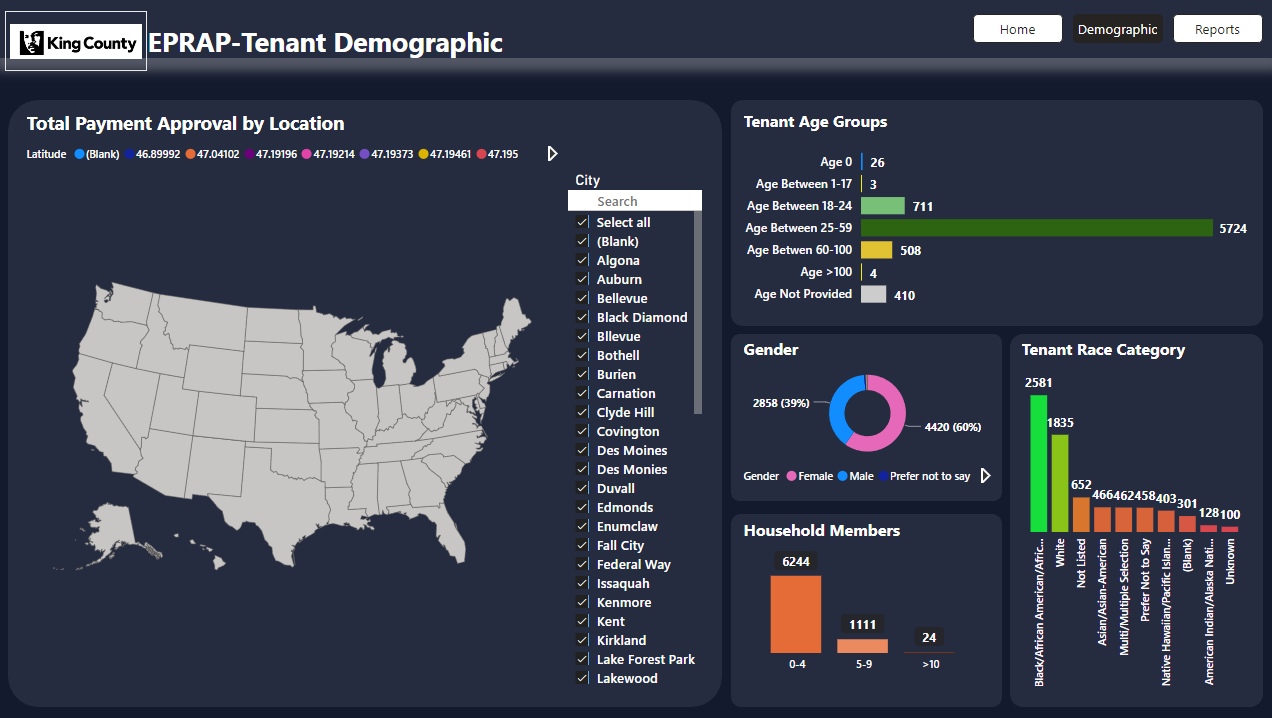 King County
EPRAP-Tenant Demographic
Home
Demographic
Reports
Total Payment Approval by Location
Latitude (Blank) 46.89992 47.04102 47.19196 47.19214 47.19373 47.19461 47.195
City
Search
Select all
(Blank)
Algona
Auburn
Bellevue
Black Diamond
Bllevue
Bothell
Burien
Carnation
Clyde Hill
Covington
Des Moines
Des Monies
Duvall
Edmonds
Enumclaw
Fall City
Federal Way
Issaquah
Kenmore
Kent
Kirkland
Lake Forest Park
Lakewood
Tenant Age Groups
Age 0 26
Age Between 1-17 3
Age Between 18-24 711
Age Between 25-59 5724
Age Betwen 60-100 508
Age >100 4
Age Not Provided 410
Gender
2858 (39%)
4420 (60%)
Gender Female Male Prefer not to say
Household Members
6244
1111
24
0-4 5-9 >10
Tenant Race Category
2581
1835
652
466
462
458
403
301
128
100
Black/African American/Afric...
White
Not Listed
Asian/Asian-American
Multi/Multiple Selection
Prefer Not to Say
Native Hawaiian/Pacific Islan...
(Blank)
American Indian/Alaska Nati...
Unknown